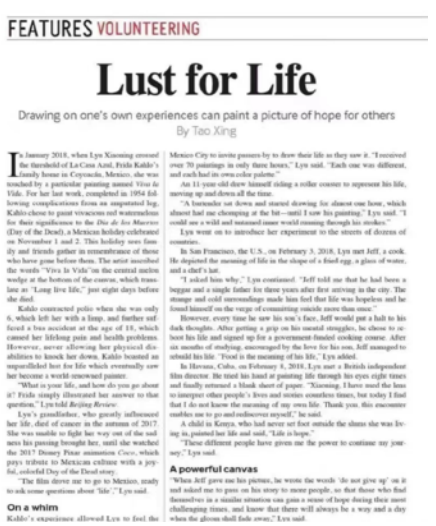 FEATURES VOLUNTEERING
Lust for Life
Drawing on one's own experiences can paint a picture of hope for others
By Tao Xing
In January 2018, when Lyu Xiaoning crossed
the threshold of La Casa Azul, Frida Kahlo's
family home in Coyoacán, Mexico, she was
touched by a particular painting named Viva la
Vida. For her last work, completed in 1954 fol-
lowing complications from an amputated leg,
Kahlo chose to paint vivacious red watermelons
for their significance to the Dia de los Muertos
(Day of the Dead), a Mexican holiday celebrated
on November 1 and 2. This holiday sees fam-
ily and friends gather in remembrance of those
who have gone before them. The artist inscribed
the words "Viva la Vida" on the central melon
wedge at the bottom of the canvas, which trans-
late as "Long live life," just eight days before
she died.
Kahlo contracted polio when she was only
6, which left her with a limp, and further suf-
fered a bus accident at the age of 18, which
caused her lifelong pain and health problems.
However, never allowing her physical dis-
abilities to knock her down, Kahlo boasted an
unparalleled lust for life which eventually saw
her become a world-renowned painter.
"What is your life, and how do you go about
it? Frida simply illustrated her answer to that
question," Lyu told Beijing Review.
Lyu's grandfather, who greatly influenced
her life, died of cancer in the autumn of 2017.
She was unable to fight her way out of the sad-
ness his passing brought her, until she watched
the 2017 Disney Pixar animation Coco, which
pays tribute to Mexican culture with a joy-
ful, colorful Day of the Dead story.
"The film drove me to go to Mexico, ready
to ask some questions about 'life'," Lyu said.
On a whim
Kahlo's experience allowed Lyu to feel the
Mexico City to invite passers-by to draw their life as they saw it. "I received
over 70 paintings in only three hours," Lyu said. "Each one was different,
and each had its own color palette."
An 11-year-old drew himself riding a roller coaster to represent his life,
moving up and down all the time.
"A bartender sat down and started drawing for almost one hour, which
almost had me chomping at the bit—until I saw his painting," Lyu said. "I
could see a wild and untamed inner world running through his strokes."
Lyu went on to introduce her experiment to the streets of dozens of
countries.
In San Francisco, the U.S., on February 3, 2018, Lyu met Jeff, a cook.
He depicted the meaning of life in the shape of a fried egg, a glass of water,
and a chef's hat.
"I asked him why," Lyu continued. "Jeff told me that he had been a
beggar and a single father for three years after first arriving in the city. The
strange and cold surroundings made him feel that life was hopeless and he
found himself on the verge of committing suicide more than once."
However, every time he saw his son's face, Jeff would put a halt to his
dark thoughts. After getting a grip on his mental struggles, he chose to re-
boot his life and signed up for a government-funded cooking course. After
six months of studying, encouraged by the love for his son, Jeff managed to
rebuild his life. "Food is the meaning of his life," Lyu added.
In Havana, Cuba, on February 8, 2018, Lyu met a British independent
film director. He tried his hand at painting life through his eyes eight times
and finally returned a blank sheet of paper. "Xiaoning, I have used the lens
to interpret other people's lives and stories countless times, but today I find
that I do not know the meaning of my own life. Thank you, this encounter
enables me to go and rediscover myself," he said.
A child in Kenya, who had never set foot outside the slums she was liv-
ing in, painted her life and said, "Life is hope."
"These different people have given me the power to continue my jour-
ney," Lyu said.
A powerful canvas
"When Jeff gave me his picture, he wrote the words 'do not give up' on it
and asked me to pass on his story to more people, so that those who find
themselves in a similar situation can gain a sense of hope during their most
challenging times, and know that there will always be a way and a day
when the gloom shall fade away," Lyu said.